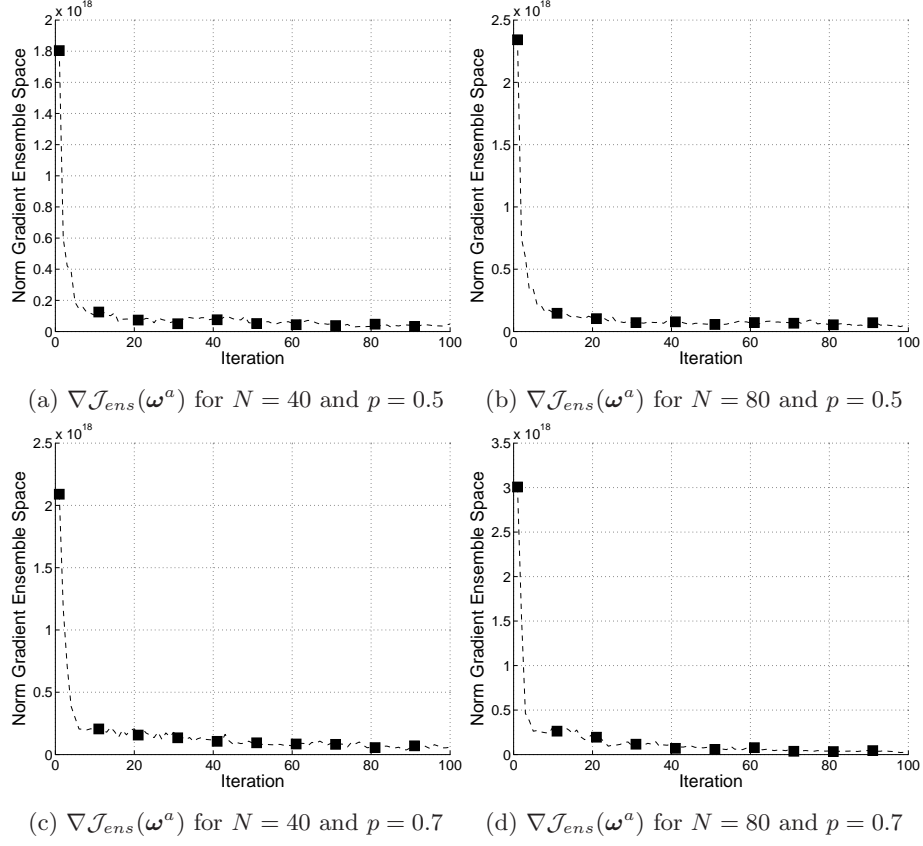 x 10^18
2
1.8
1.6
1.4
1.2
1
0.8
0.6
0.4
0.2
0
0 20 40 60 80 100
Iteration
Norm Gradient Ensemble Space
(a) ∇𝒥ens(ωᵃ) for N = 40 and p = 0.5
x 10^18
2.5
2
1.5
1
0.5
0
0 20 40 60 80 100
Iteration
Norm Gradient Ensemble Space
(b) ∇𝒥ens(ωᵃ) for N = 80 and p = 0.5
x 10^18
2.5
2
1.5
1
0.5
0
0 20 40 60 80 100
Iteration
Norm Gradient Ensemble Space
(c) ∇𝒥ens(ωᵃ) for N = 40 and p = 0.7
x 10^18
3.5
3
2.5
2
1.5
1
0.5
0
0 20 40 60 80 100
Iteration
Norm Gradient Ensemble Space
(d) ∇𝒥ens(ωᵃ) for N = 80 and p = 0.7